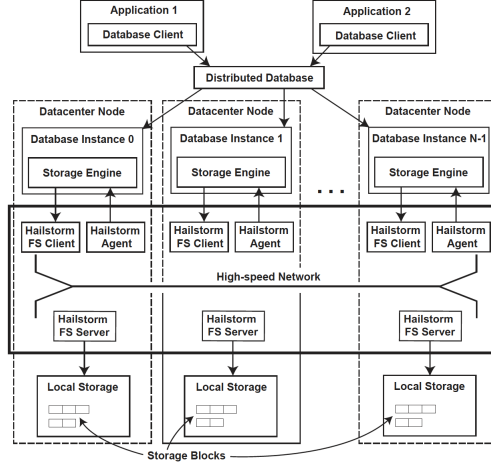 Application 1
Database Client
Application 2
Database Client
Distributed Database
Datacenter Node
Database Instance 0
Storage Engine
Datacenter Node
Database Instance 1
Storage Engine
. . .
Datacenter Node
Database Instance N-1
Storage Engine
Hailstorm
FS Client
Hailstorm
Agent
Hailstorm
FS Client
Hailstorm
Agent
Hailstorm
FS Client
Hailstorm
Agent
High-speed Network
Hailstorm
FS Server
Hailstorm
FS Server
Hailstorm
FS Server
Local Storage
Local Storage
Local Storage
Storage Blocks